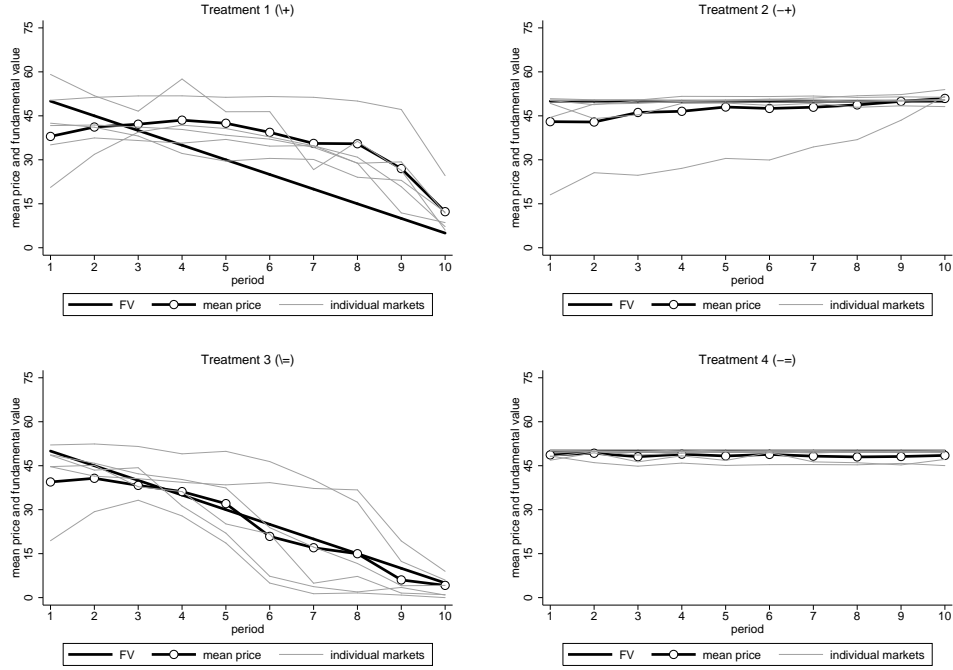 Treatment 1 (\+)
mean price and fundamental value
0 15 30 45 60 75
1 2 3 4 5 6 7 8 9 10
period
FV mean price individual markets
Treatment 2 (−+)
mean price and fundamental value
0 15 30 45 60 75
1 2 3 4 5 6 7 8 9 10
period
FV mean price individual markets
Treatment 3 (\=)
mean price and fundamental value
0 15 30 45 60 75
1 2 3 4 5 6 7 8 9 10
period
FV mean price individual markets
Treatment 4 (−=)
mean price and fundamental value
0 15 30 45 60 75
1 2 3 4 5 6 7 8 9 10
period
FV mean price individual markets